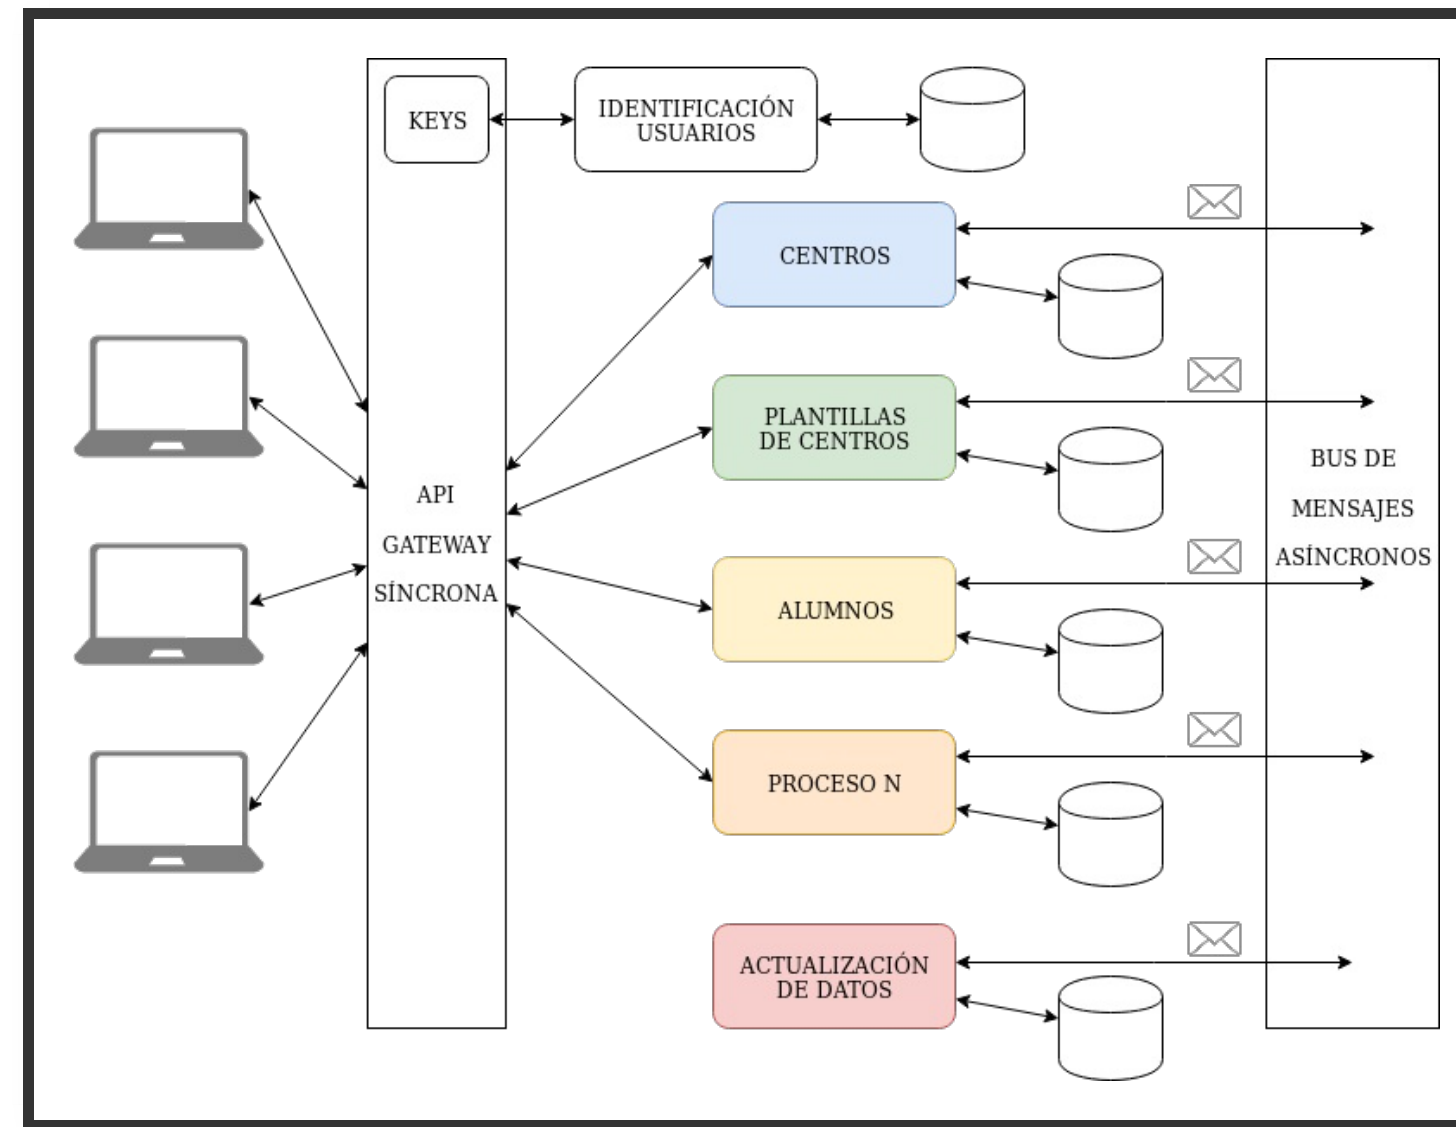 KEYS
IDENTIFICACIÓN
USUARIOS
CENTROS
PLANTILLAS
DE CENTROS
API
GATEWAY
SÍNCRONA
ALUMNOS
PROCESO N
ACTUALIZACIÓN
DE DATOS
BUS DE
MENSAJES
ASÍNCRONOS